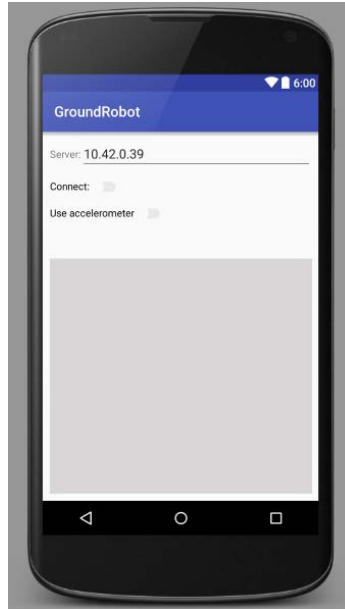 6:00
GroundRobot
Server: 10.42.0.39
Connect:
Use accelerometer